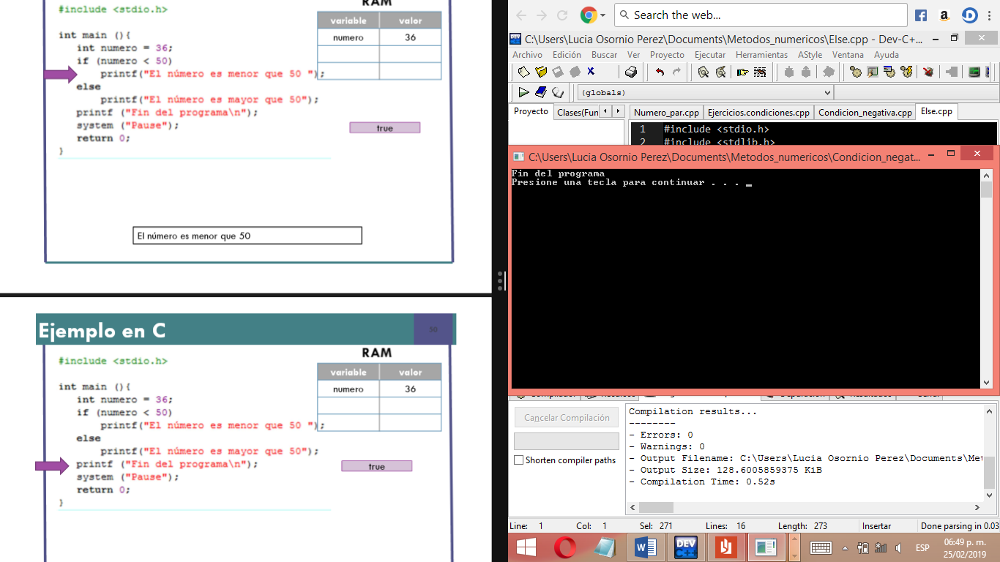 RAM
#include <stdio.h>
variable valor
numero 36
int main (){
int numero = 36;
if (numero < 50)
printf("El número es menor que 50 ");
else
printf("El número es mayor que 50");
printf ("Fin del programa\n");
system ("Pause");
return 0;
}
true
El número es menor que 50
Ejemplo en C
50
RAM
#include <stdio.h>
variable valor
numero 36
int main (){
int numero = 36;
if (numero < 50)
printf("El número es menor que 50 ");
else
printf("El número es mayor que 50");
printf ("Fin del programa\n");
system ("Pause");
return 0;
}
true
Search the web...
C:\Users\Lucia Osornio Perez\Documents\Metodos_numericos\Else.cpp - Dev-C+...
Archivo Edición Buscar Ver Proyecto Ejecutar Herramientas AStyle Ventana Ayuda
(globals)
Proyecto Clases(Fun Numero_par.cpp Ejercicios.condiciones.cpp Condicion_negativa.cpp Else.cpp
1 #include <stdio.h>
2 #include <stdlib.h>
C:\Users\Lucia Osornio Perez\Documents\Metodos_numericos\Condicion_negat...
Fin del programa
Presione una tecla para continuar . . .
Cancelar Compilación
Shorten compiler paths
Compilation results...
--------
- Errors: 0
- Warnings: 0
- Output Filename: C:\Users\Lucia Osornio Perez\Documents\Met
- Output Size: 128.6005859375 KiB
- Compilation Time: 0.52s
Line: 1 Col: 1 Sel: 271 Lines: 16 Length: 273 Insertar Done parsing in 0.03
DEV C++
ESP
06:49 p. m.
25/02/2019